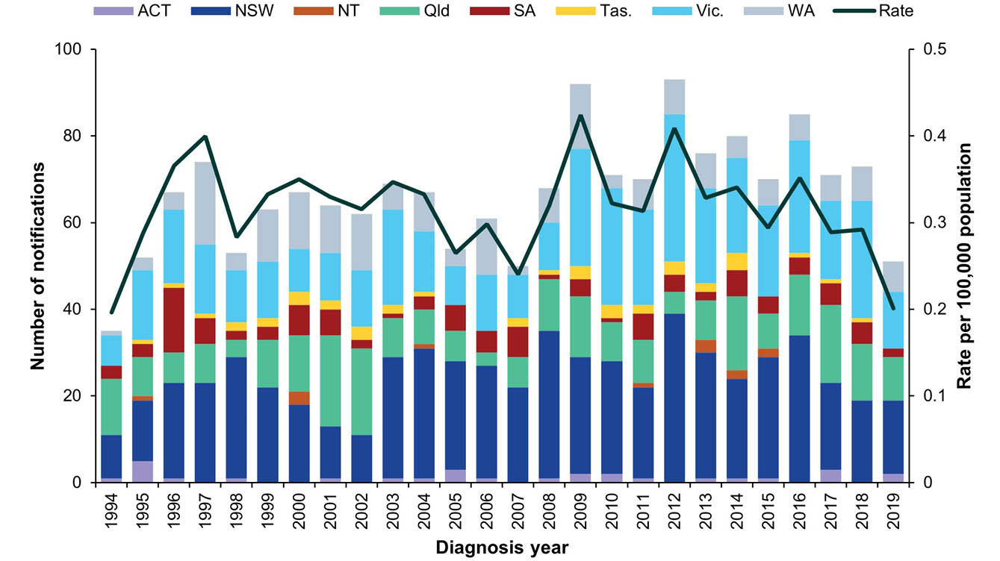 ACT NSW NT Qld SA Tas. Vic. WA Rate
Number of notifications
100
80
60
40
20
0
0.5
0.4
0.3
0.2
0.1
0
Rate per 100,000 population
1994 1995 1996 1997 1998 1999 2000 2001 2002 2003 2004 2005 2006 2007 2008 2009 2010 2011 2012 2013 2014 2015 2016 2017 2018 2019
Diagnosis year